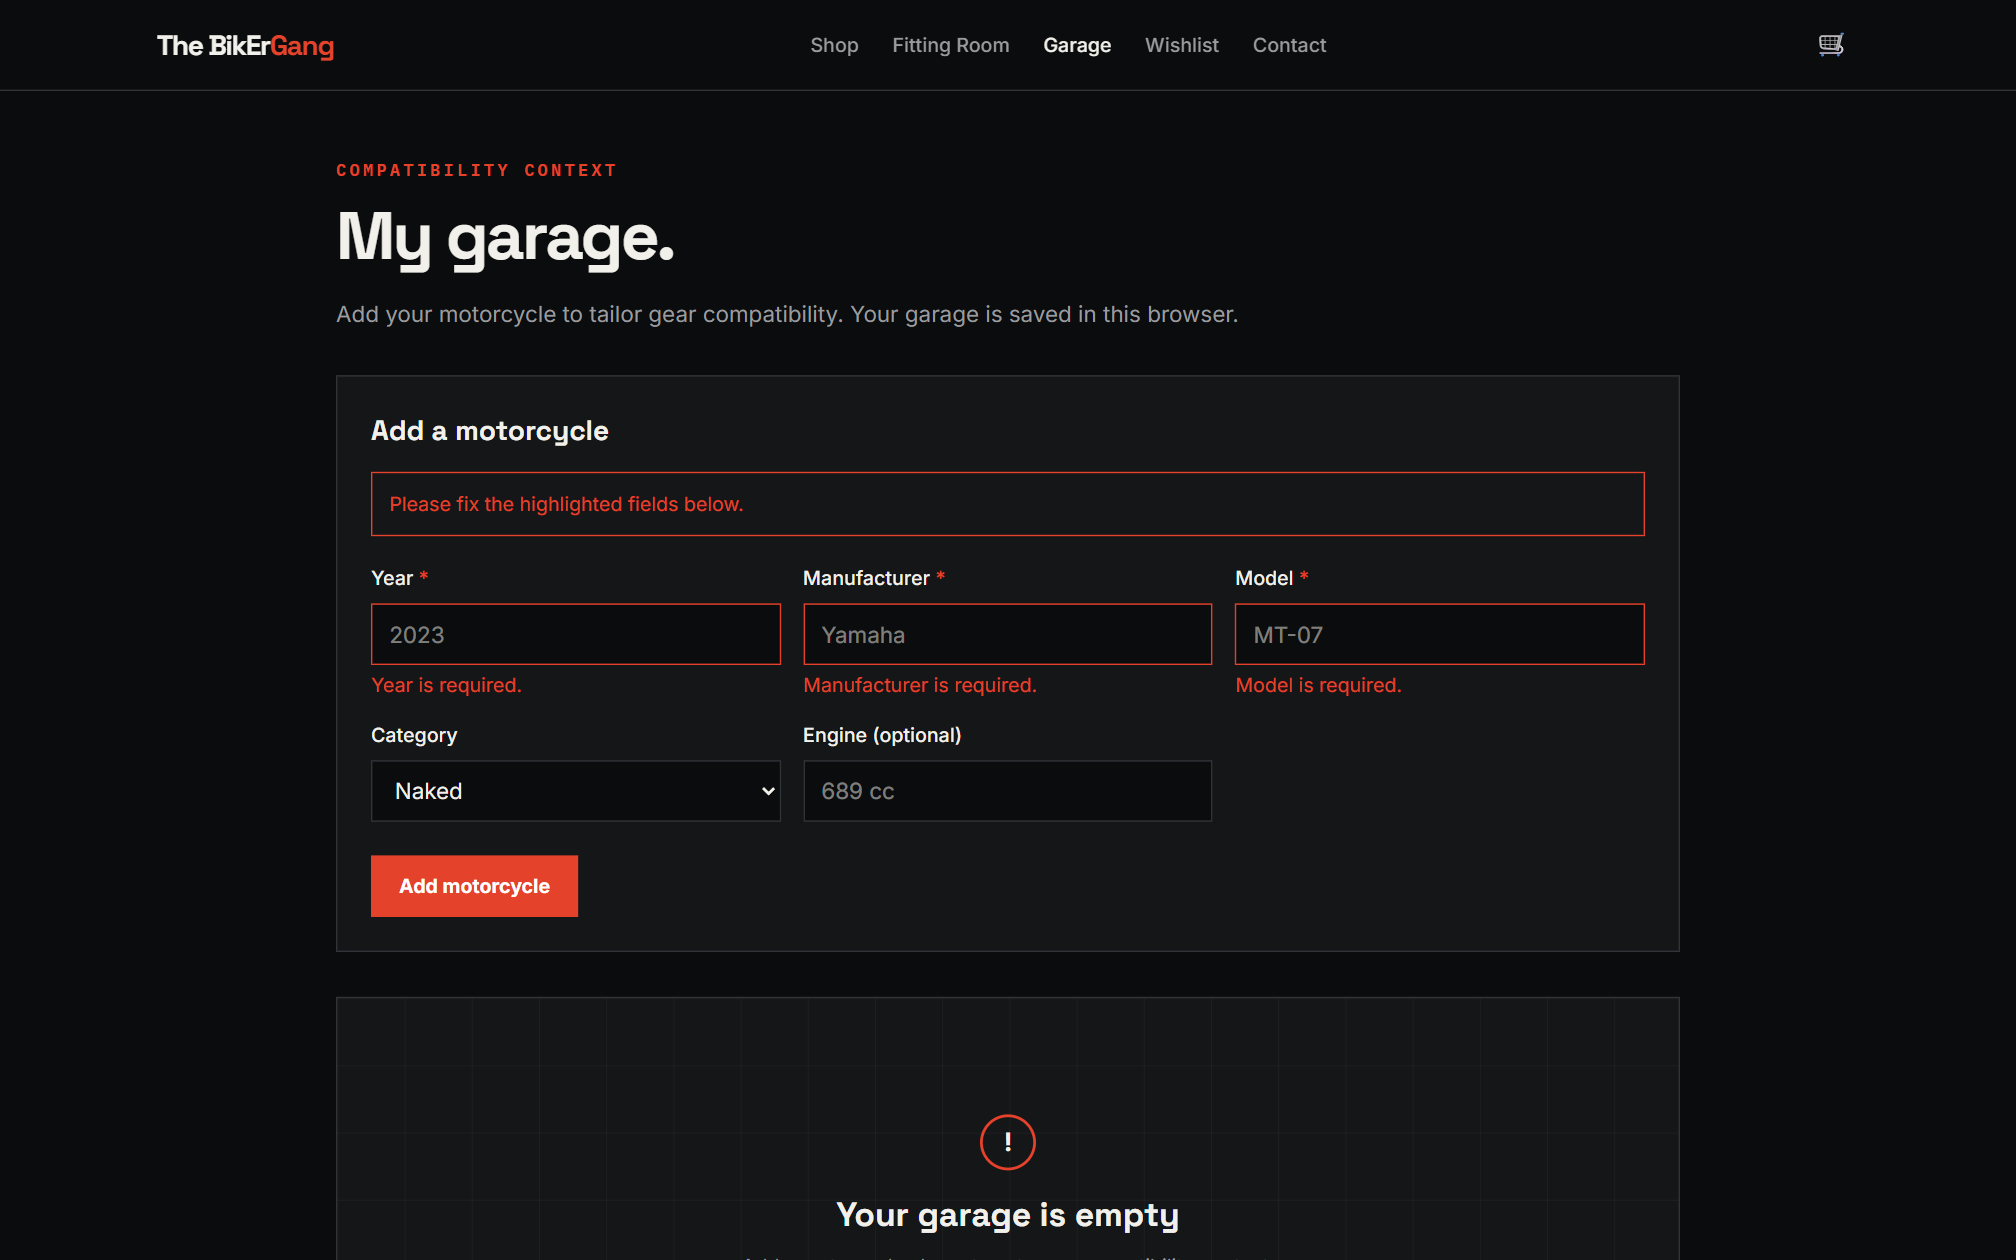 The BikErGang
Shop
Fitting Room
Garage
Wishlist
Contact
COMPATIBILITY CONTEXT
My garage.
Add your motorcycle to tailor gear compatibility. Your garage is saved in this browser.
Add a motorcycle
Please fix the highlighted fields below.
Year *
Manufacturer *
Model *
2023
Yamaha
MT-07
Year is required.
Manufacturer is required.
Model is required.
Category
Engine (optional)
Naked
689 cc
Add motorcycle
!
Your garage is empty